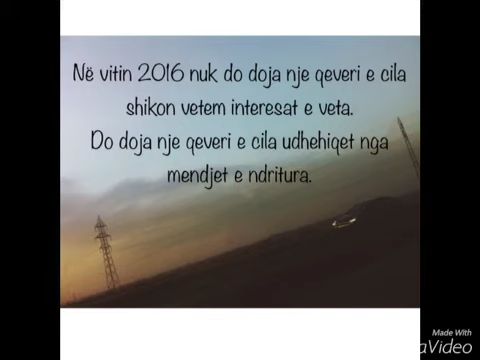 Në vitin 2016 nuk do doja nje qeveri e cila
shikon vetem interesat e veta.
Do doja nje qeveri e cila udhehiqet nga
mendjet e ndritura.
Made With
aVideo